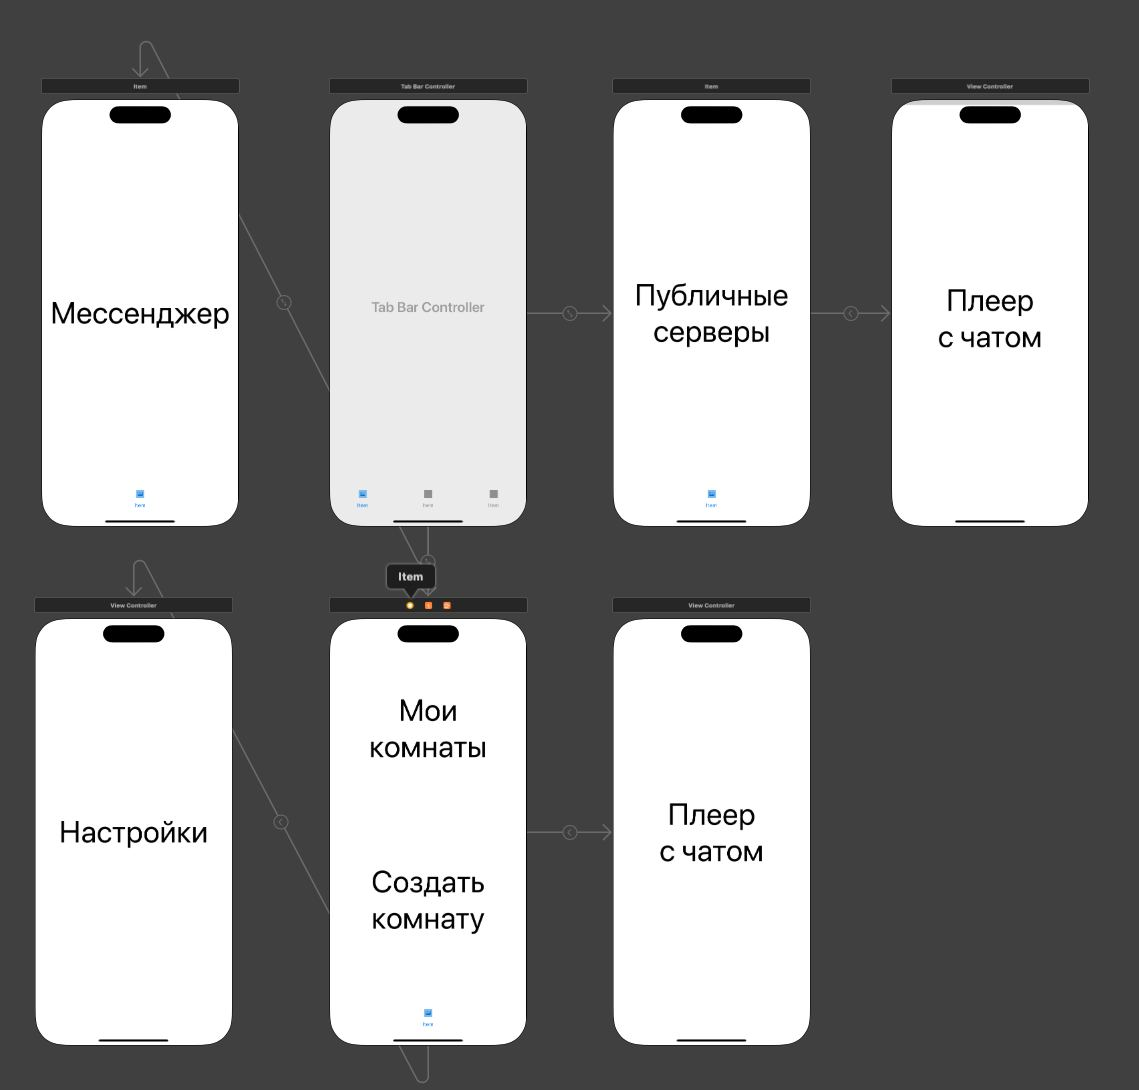 Item
Tab Bar Controller
Item
View Controller
Мессенджер
Tab Bar Controller
Публичные
серверы
Плеер
с чатом
Item
Item
Item
Item
Item
Item
View Controller
View Controller
Мои
комнаты
Настройки
Создать
комнату
Плеер
с чатом
Item